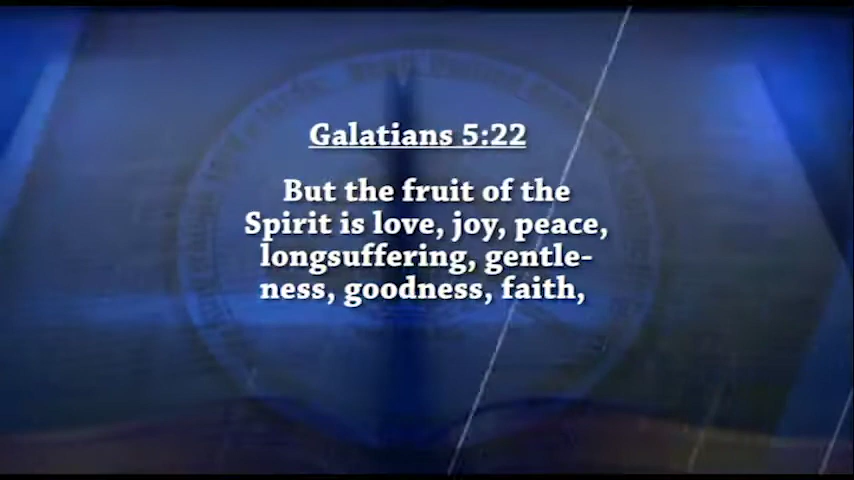 Galatians 5:22
But the fruit of the
Spirit is love, joy, peace,
longsuffering, gentle-
ness, goodness, faith,